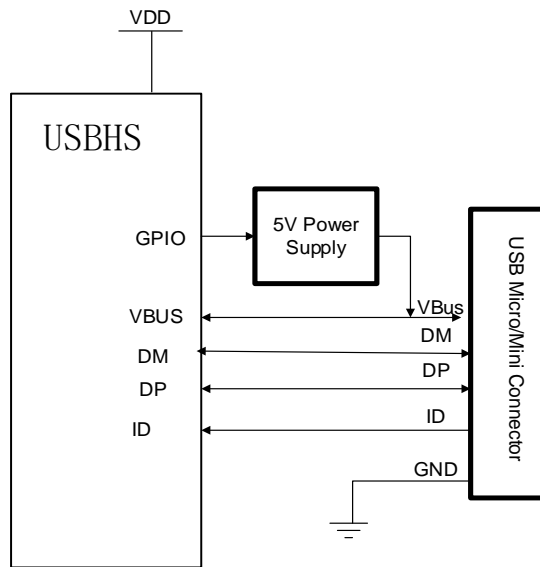 VDD
USBHS
GPIO
5V Power
Supply
VBUS
VBus
DM
DM
DP
DP
ID
ID
GND
USB Micro/Mini Connector